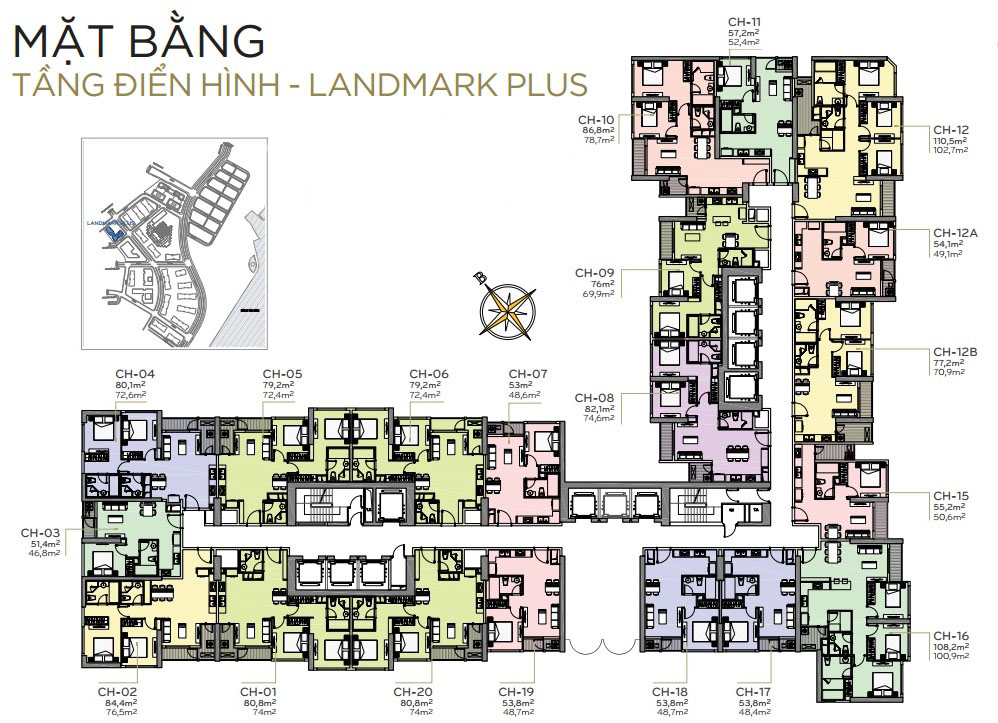 MẶT BẰNG
TẦNG ĐIỂN HÌNH - LANDMARK PLUS
LANDMARK PLUS
B
CH-11
57,2m²
52,4m²
CH-10
86,8m²
78,7m²
CH-12
110,5m²
102,7m²
CH-12A
54,1m²
49,1m²
CH-09
76m²
69,9m²
CH-12B
77,2m²
70,9m²
CH-08
82,1m²
74,6m²
CH-04
80,1m²
72,6m²
CH-05
79,2m²
72,4m²
CH-06
79,2m²
72,4m²
CH-07
53m²
48,6m²
CH-15
55,2m²
50,6m²
CH-03
51,4m²
46,8m²
CH-16
108,2m²
100,9m²
CH-02
84,4m²
76,5m²
CH-01
80,8m²
74m²
CH-20
80,8m²
74m²
CH-19
53,8m²
48,7m²
CH-18
53,8m²
48,7m²
CH-17
53,8m²
48,4m²